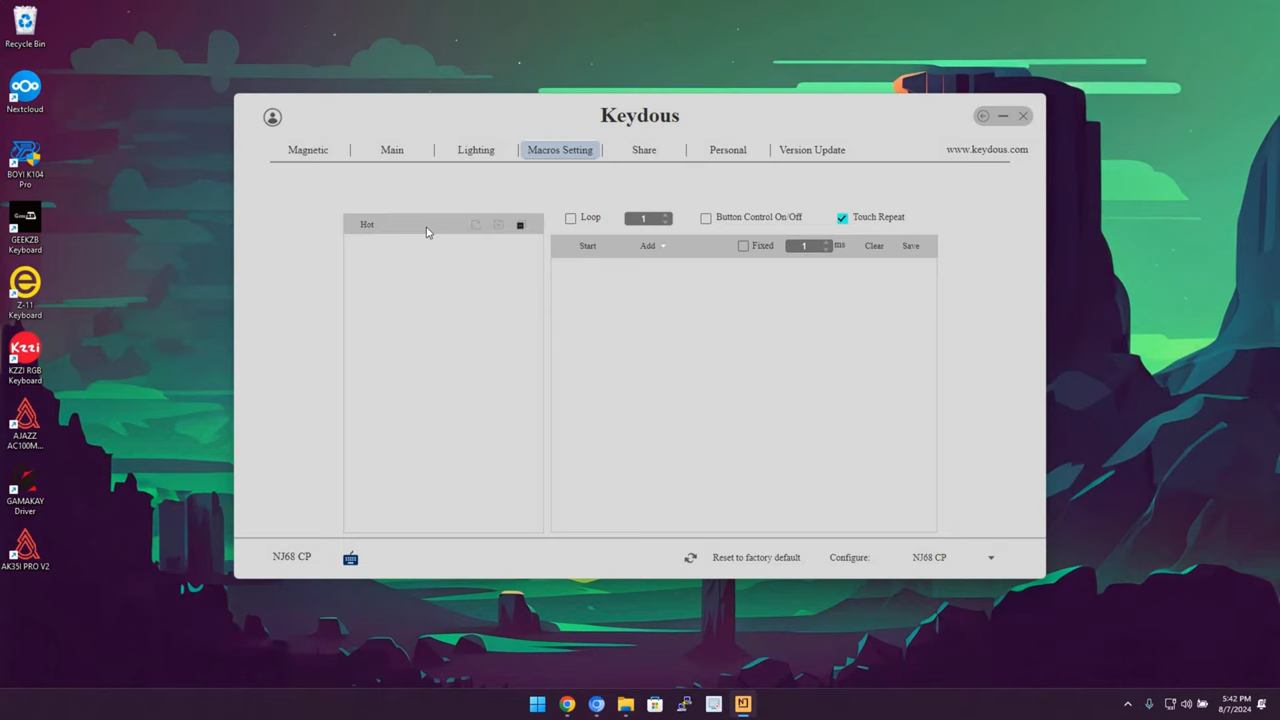 Recycle Bin
Nextcloud
BOYI K104
Pro
GEEKZB
Keyboard
Z-11
Keyboard
Kzzi
KZZI RGB
Keyboard
AJAZZ
AC100M...
GAMAKAY
Driver
AK35I PRO V2
Keydous
Magnetic
Main
Lighting
Macros Setting
Share
Personal
Version Update
www.keydous.com
Hot
Loop
1
Button Control On/Off
Touch Repeat
Start
Add
Fixed
1
ms
Clear
Save
NJ68 CP
Reset to factory default
Configure:
NJ68 CP
5:42 PM
8/7/2024